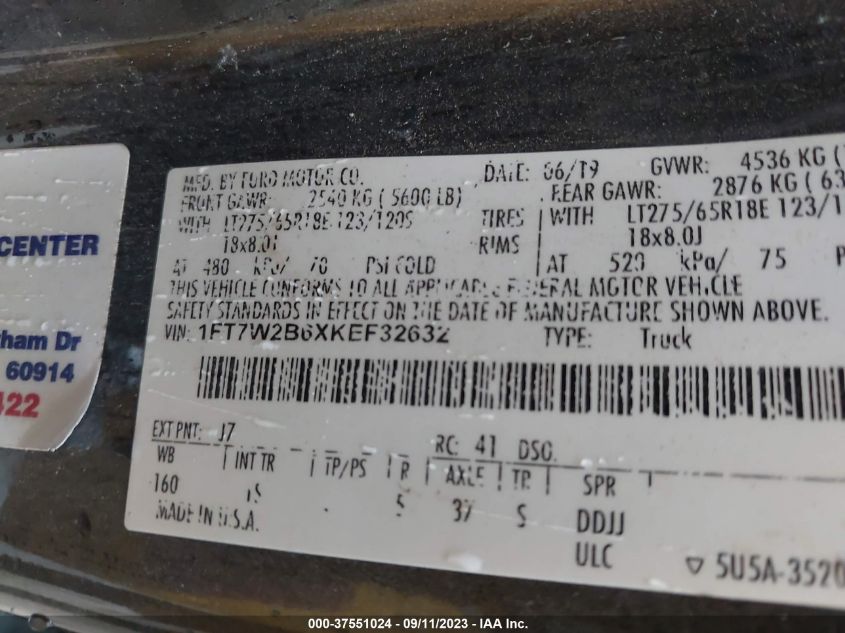 MFD. BY FORD MOTOR CO.
DATE: 06/19
GVWR: 4536 KG (
FRONT GAWR: 2540 KG ( 5600 LB)
REAR GAWR: 2876 KG ( 63
WITH LT275/65R18E 123/120S TIRES
WITH LT275/65R18E 123/1
18x8.0J RIMS
18x8.0J
AT 480 kPa/ 70 PSI COLD
AT 520 kPa/ 75 P
THIS VEHICLE CONFORMS TO ALL APPLICABLE FEDERAL MOTOR VEHICLE
SAFETY STANDARDS IN EFFECT ON THE DATE OF MANUFACTURE SHOWN ABOVE.
VIN: 1FT7W2B6XKEF32632 TYPE: Truck
EXT PNT: J7 RC: 41 DSO:
WB INT TR TP/PS R AXLE TR SPR
160 S 5 37 S DDJJ
MADE IN U.S.A. ULC
5U5A-3520
CENTER
ham Dr
60914
422
000-37551024 - 09/11/2023 - IAA Inc.